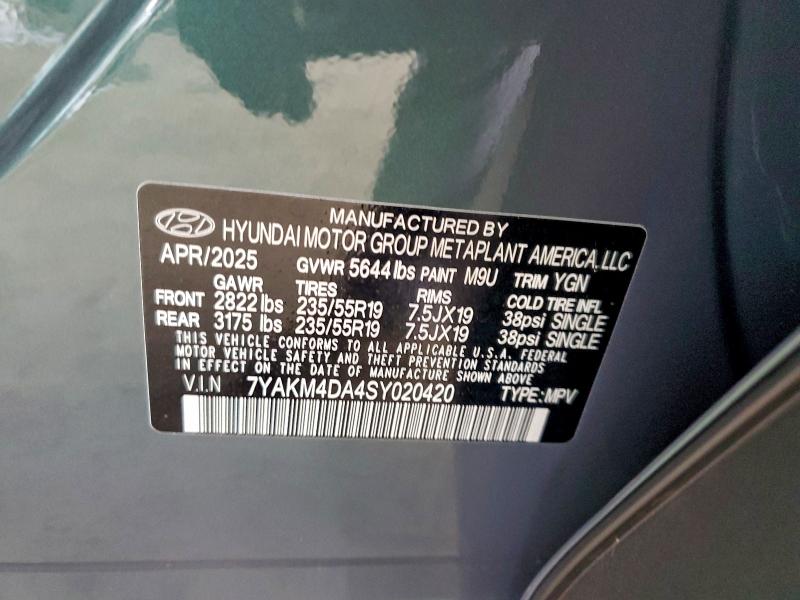 MANUFACTURED BY
HYUNDAI MOTOR GROUP METAPLANT AMERICA, LLC
APR/2025 GVWR 5644 lbs PAINT M9U TRIM YGN
GAWR TIRES RIMS COLD TIRE INFL
FRONT 2822 lbs 235/55R19 7.5JX19 38psi SINGLE
REAR 3175 lbs 235/55R19 7.5JX19 38psi SINGLE
THIS VEHICLE CONFORMS TO ALL APPLICABLE U.S.A. FEDERAL
MOTOR VEHICLE SAFETY AND THEFT PREVENTION STANDARDS
IN EFFECT ON THE DATE OF MANUFACTURE SHOWN ABOVE
V.I.N 7YAKM4DA4SY020420 TYPE: MPV